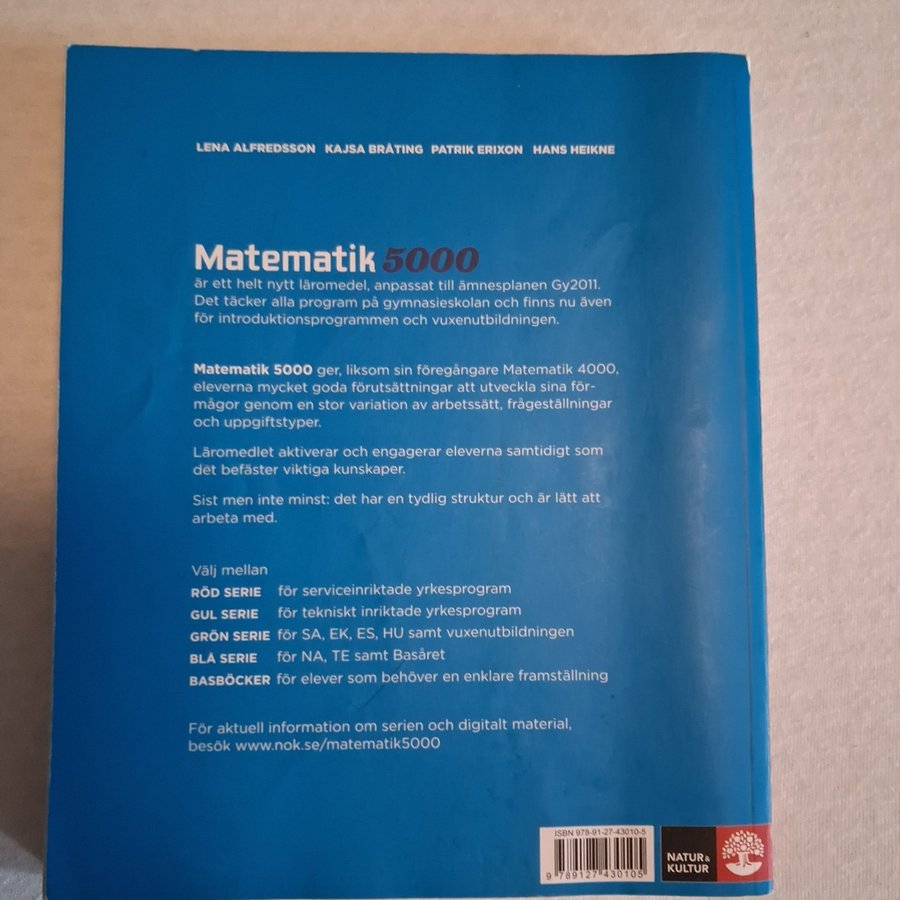 LENA ALFREDSSON KAJSA BRÅTING PATRIK ERIXON HANS HEIKNE
Matematik 5000
är ett helt nytt läromedel, anpassat till ämnesplanen Gy2011.
Det täcker alla program på gymnasieskolan och finns nu även
för introduktionsprogrammen och vuxenutbildningen.
Matematik 5000 ger, liksom sin föregångare Matematik 4000,
eleverna mycket goda förutsättningar att utveckla sina för-
mågor genom en stor variation av arbetssätt, frågeställningar
och uppgiftstyper.
Läromedlet aktiverar och engagerar eleverna samtidigt som
det befäster viktiga kunskaper.
Sist men inte minst: det har en tydlig struktur och är lätt att
arbeta med.
Välj mellan
RÖD SERIE för serviceinriktade yrkesprogram
GUL SERIE för tekniskt inriktade yrkesprogram
GRÖN SERIE för SA, EK, ES, HU samt vuxenutbildningen
BLÅ SERIE för NA, TE samt Basåret
BASBÖCKER för elever som behöver en enklare framställning
För aktuell information om serien och digitalt material,
besök www.nok.se/matematik5000
ISBN 978-91-27-43010-5
9 789127 430105
NATUR &
KULTUR